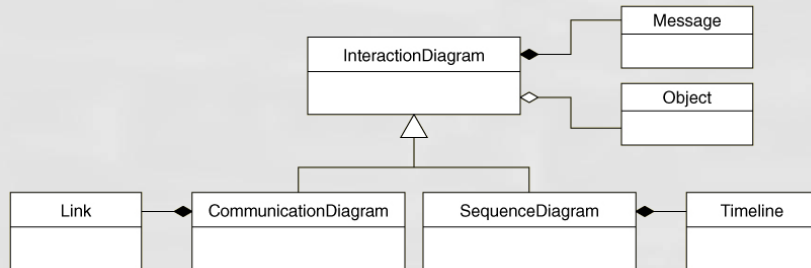 Message
InteractionDiagram
Object
Link
CommunicationDiagram
SequenceDiagram
Timeline